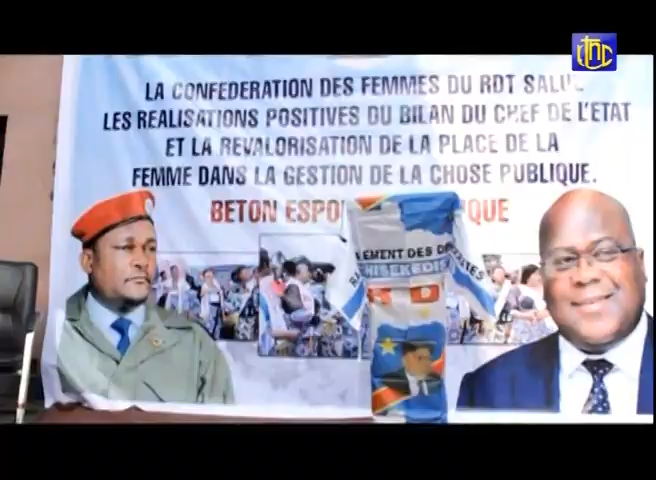 LA CONFEDERATION DES FEMMES DU RDT SALUE
LES REALISATIONS POSITIVES DU BILAN DU CHEF DE L'ETAT
ET LA REVALORISATION DE LA PLACE DE LA
FEMME DANS LA GESTION DE LA CHOSE PUBLIQUE.
BETON
DES